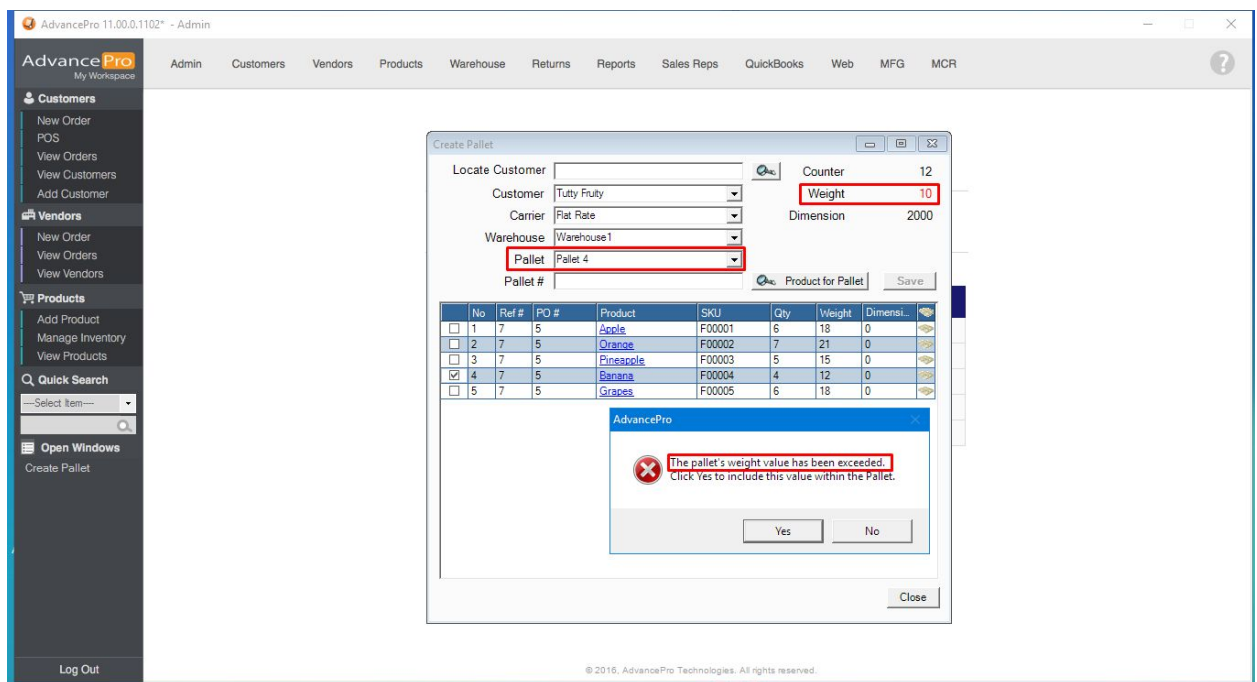 AdvancePro 11.00.0.1102* - Admin
AdvancePro
My Workspace
Admin Customers Vendors Products Warehouse Returns Reports Sales Reps QuickBooks Web MFG MCR
?
Customers
New Order
POS
View Orders
View Customers
Add Customer
Vendors
New Order
View Orders
View Vendors
Products
Add Product
Manage Inventory
View Products
Quick Search
---Select Item---
Open Windows
Create Pallet
Log Out
Create Pallet
Locate Customer Counter 12
Customer Tutty Fruity Weight 10
Carrier Flat Rate Dimension 2000
Warehouse Warehouse1
Pallet Pallet 4
Pallet # Product for Pallet Save
No Ref # PO # Product SKU Qty Weight Dimensi...
1 7 5 Apple F00001 6 18 0
2 7 5 Orange F00002 7 21 0
3 7 5 Pineapple F00003 5 15 0
4 7 5 Banana F00004 4 12 0
5 7 5 Grapes F00005 6 18 0
AdvancePro
The pallet's weight value has been exceeded.
Click Yes to include this value within the Pallet.
Yes No
Close
© 2016, AdvancePro Technologies. All rights reserved.